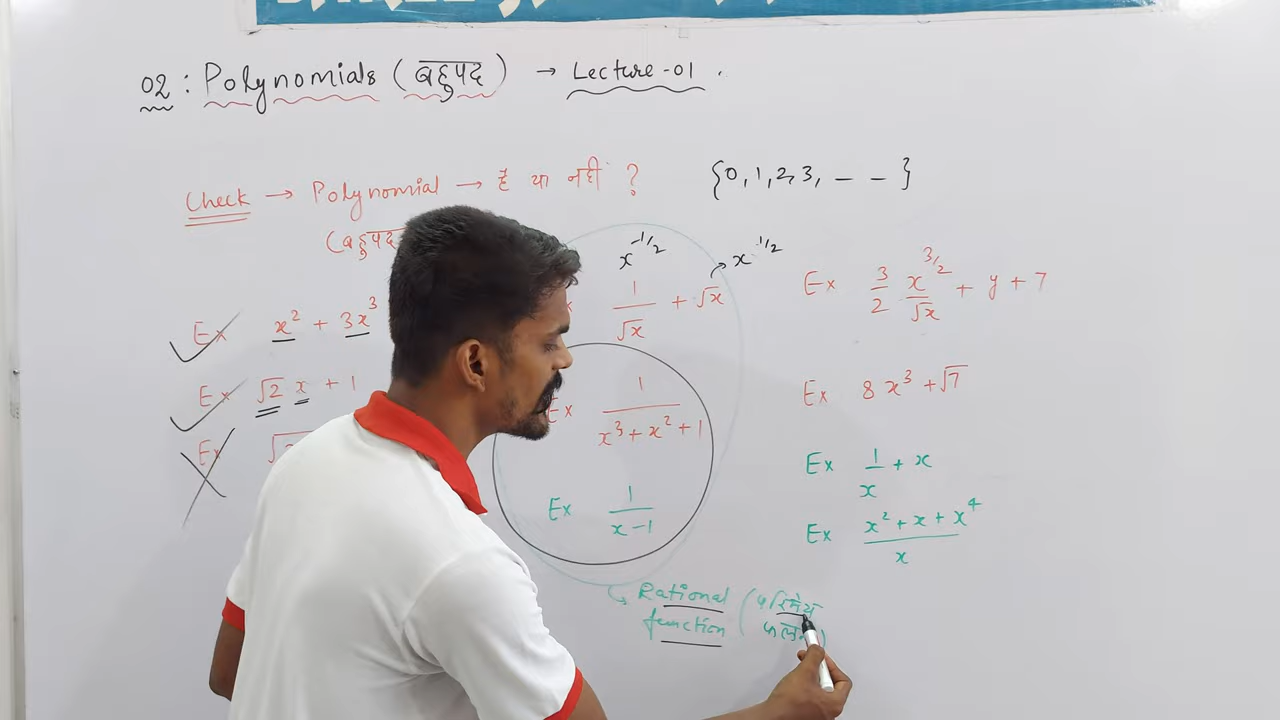 02 : Polynomials (बहुपद) → Lecture-01 .
Check → Polynomial → है या नहीं ?
{0, 1, 2, 3, — — }
(बहुपद
Ex x² + 3x³
Ex √2 x + 1
Ex
x^-1/2
1/√x + √x → x^1/2
Ex 1/(x³ + x² + 1)
Ex 1/(x-1)
Ex 3/2 x^3/2/√x + y + 7
Ex 8x³ + √7
Ex 1/x + x
Ex (x² + x + x⁴)/x
Rational (परिमेय
function फलन)